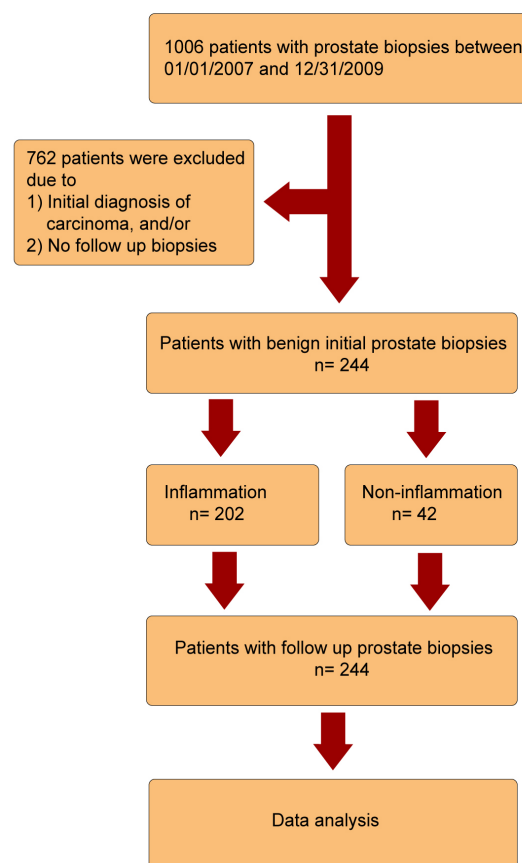 1006 patients with prostate biopsies between
01/01/2007 and 12/31/2009
762 patients were excluded
due to
1) Initial diagnosis of
carcinoma, and/or
2) No follow up biopsies
Patients with benign initial prostate biopsies
n= 244
Inflammation
n= 202
Non-inflammation
n= 42
Patients with follow up prostate biopsies
n= 244
Data analysis